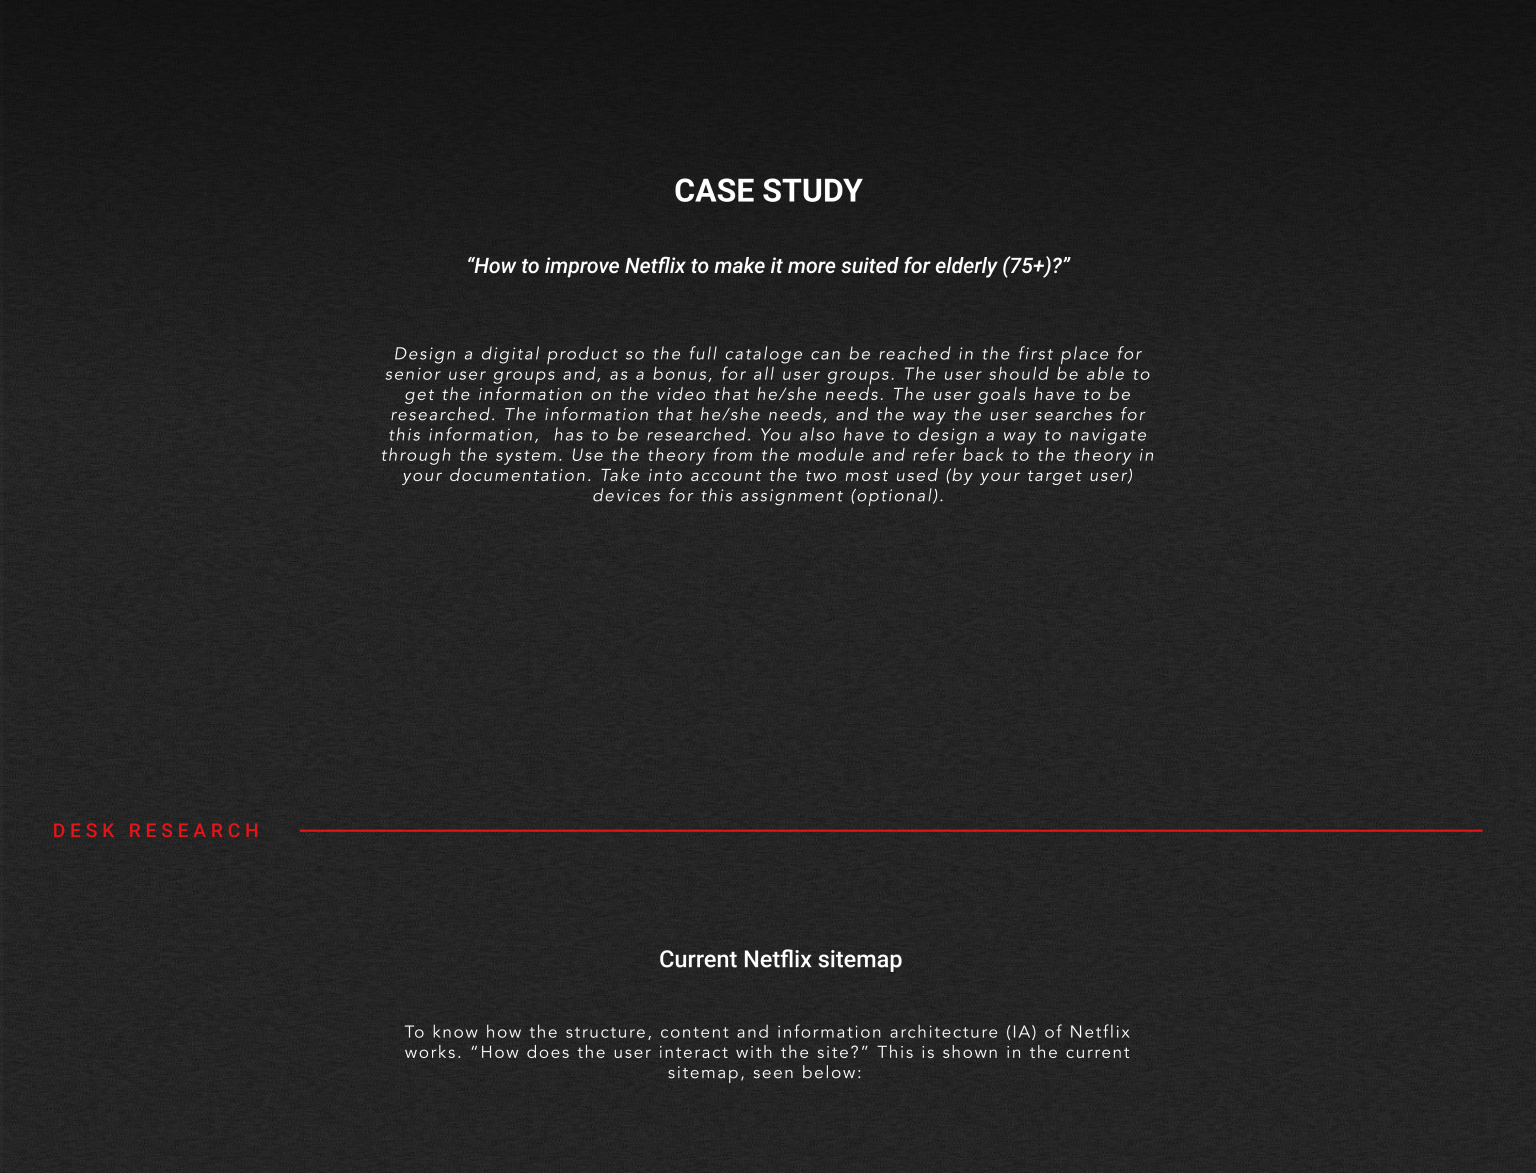 CASE STUDY
“How to improve Netflix to make it more suited for elderly (75+)?”
Design a digital product so the full cataloge can be reached in the first place for
senior user groups and, as a bonus, for all user groups. The user should be able to
get the information on the video that he/she needs. The user goals have to be
researched. The information that he/she needs, and the way the user searches for
this information,  has to be researched. You also have to design a way to navigate
through the system. Use the theory from the module and refer back to the theory in
your documentation. Take into account the two most used (by your target user)
devices for this assignment (optional).
DESK RESEARCH
Current Netflix sitemap
To know how the structure, content and information architecture (IA) of Netflix
works. “How does the user interact with the site?” This is shown in the current
sitemap, seen below: